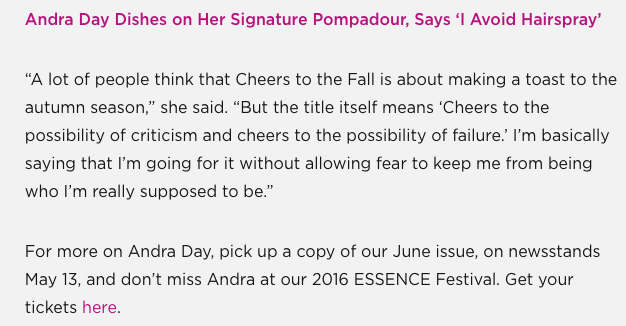 Andra Day Dishes on Her Signature Pompadour, Says ‘I Avoid Hairspray’
“A lot of people think that Cheers to the Fall is about making a toast to the
autumn season,” she said. “But the title itself means ‘Cheers to the
possibility of criticism and cheers to the possibility of failure.’ I’m basically
saying that I’m going for it without allowing fear to keep me from being
who I’m really supposed to be.”
For more on Andra Day, pick up a copy of our June issue, on newsstands
May 13, and don’t miss Andra at our 2016 ESSENCE Festival. Get your
tickets here.